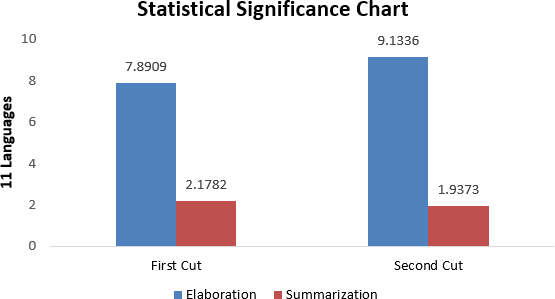 Statistical Significance Chart
11 Languages
10
8
6
4
2
0
7.8909
2.1782
9.1336
1.9373
First Cut
Second Cut
Elaboration
Summarization